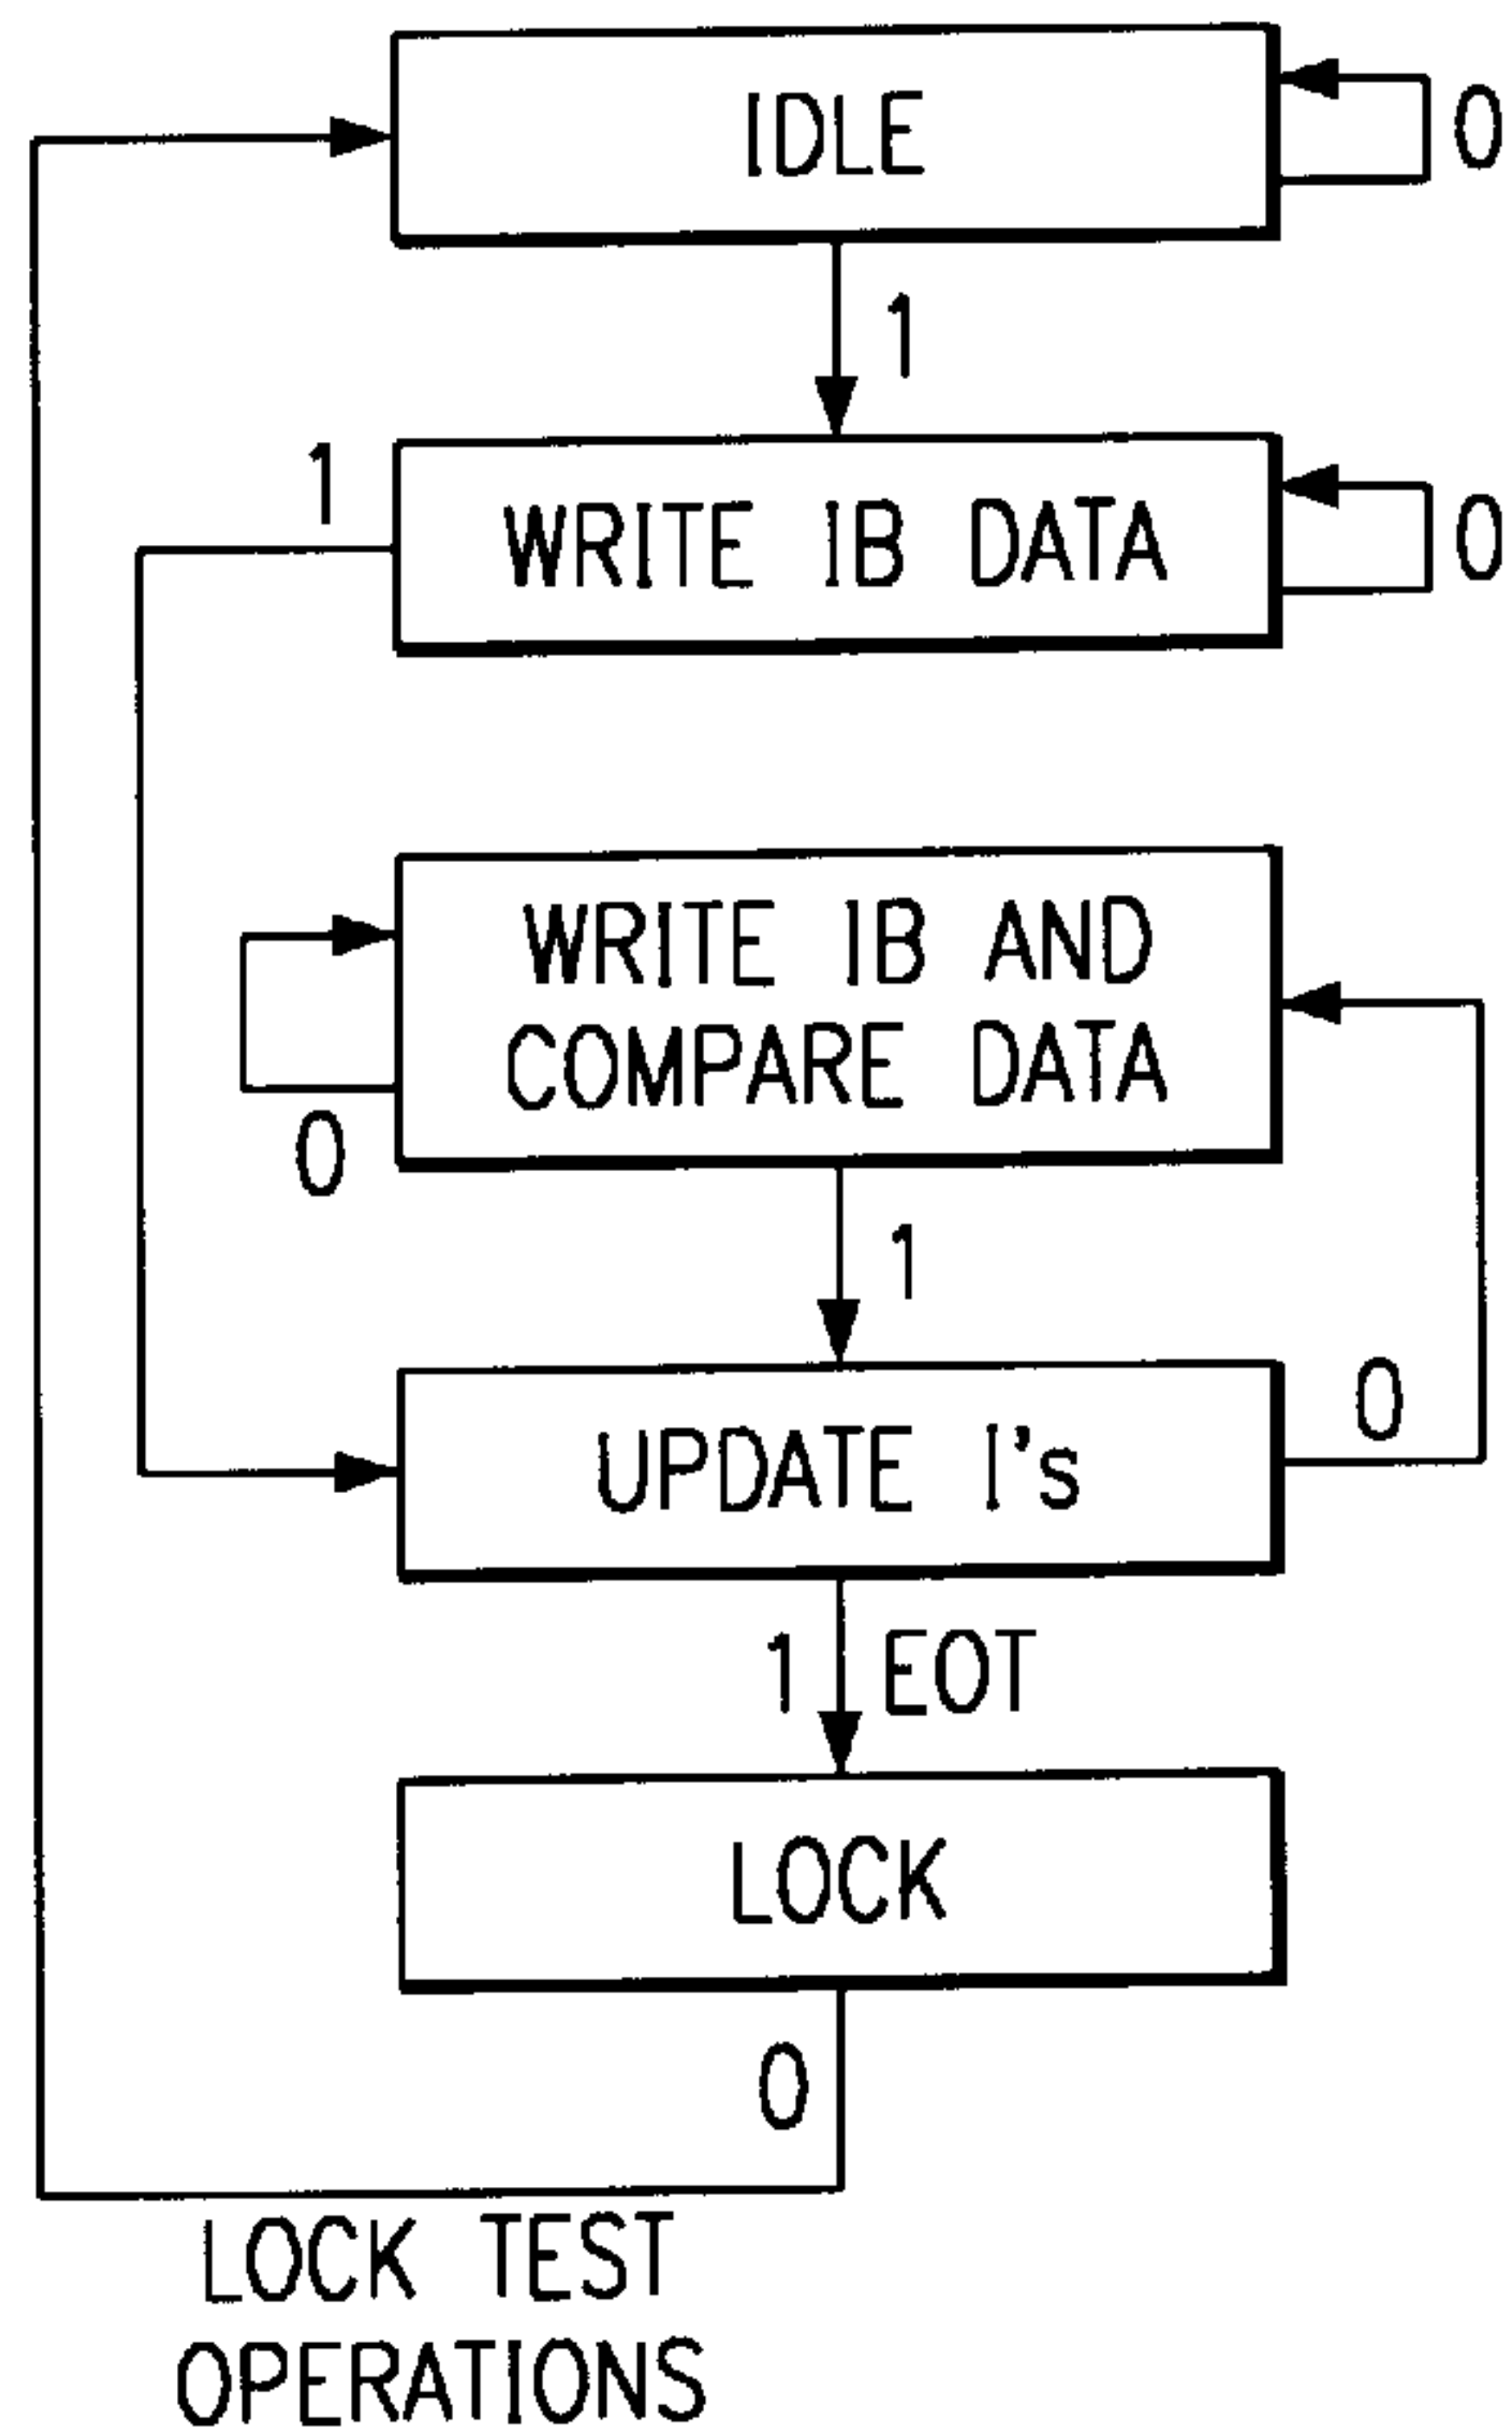 IDLE
0
1
1
WRITE IB DATA
0
WRITE IB AND
COMPARE DATA
0
1
UPDATE I's
0
1 EOT
LOCK
0
LOCK TEST
OPERATIONS